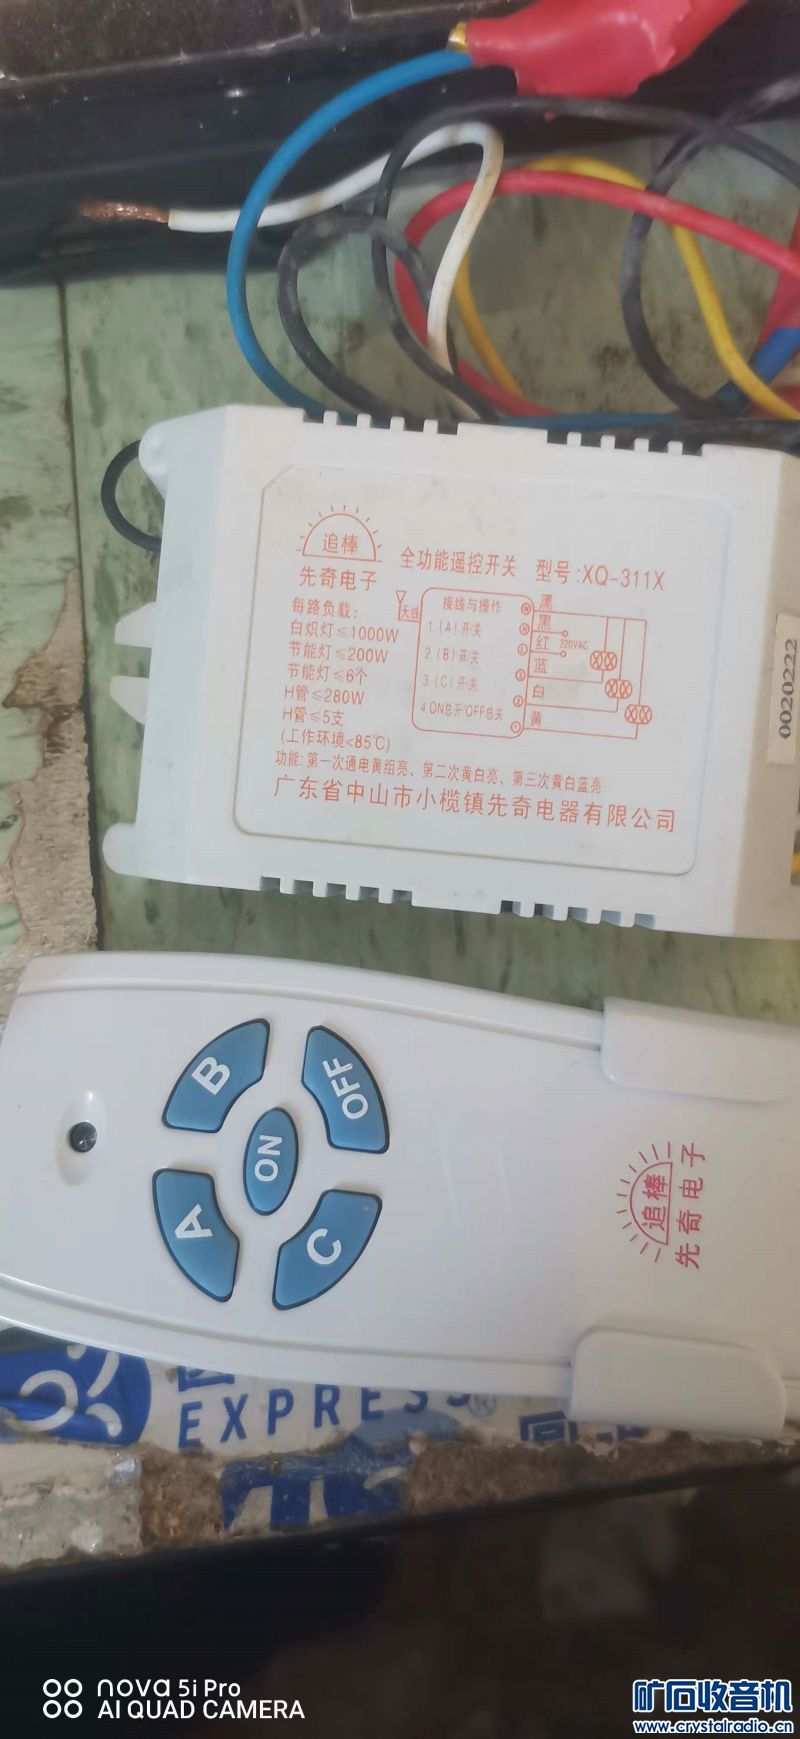 追棒
先奇电子
全功能遥控开关 型号:XQ-311X
每路负载:
白炽灯≤1000W
节能灯≤200W
节能灯≤6个
H管≤280W
H管≤5支
(工作环境<85℃)
天线
接线与操作
1.(A)开/关
2.(B)开关
3.(C)开关
4.ON总开/OFF总关
N
N
L
3
2
1
黑
黑
红
220VAC
蓝
白
黄
功能:第一次通电黄组亮、第二次黄白亮、第三次黄白蓝亮
广东省中山市小榄镇先奇电器有限公司
0020222
B
OFF
ON
A
C
追棒
先奇电子
EXPRESS
nova 5i Pro
AI QUAD CAMERA
矿石收音机
www.crystalradio.cn